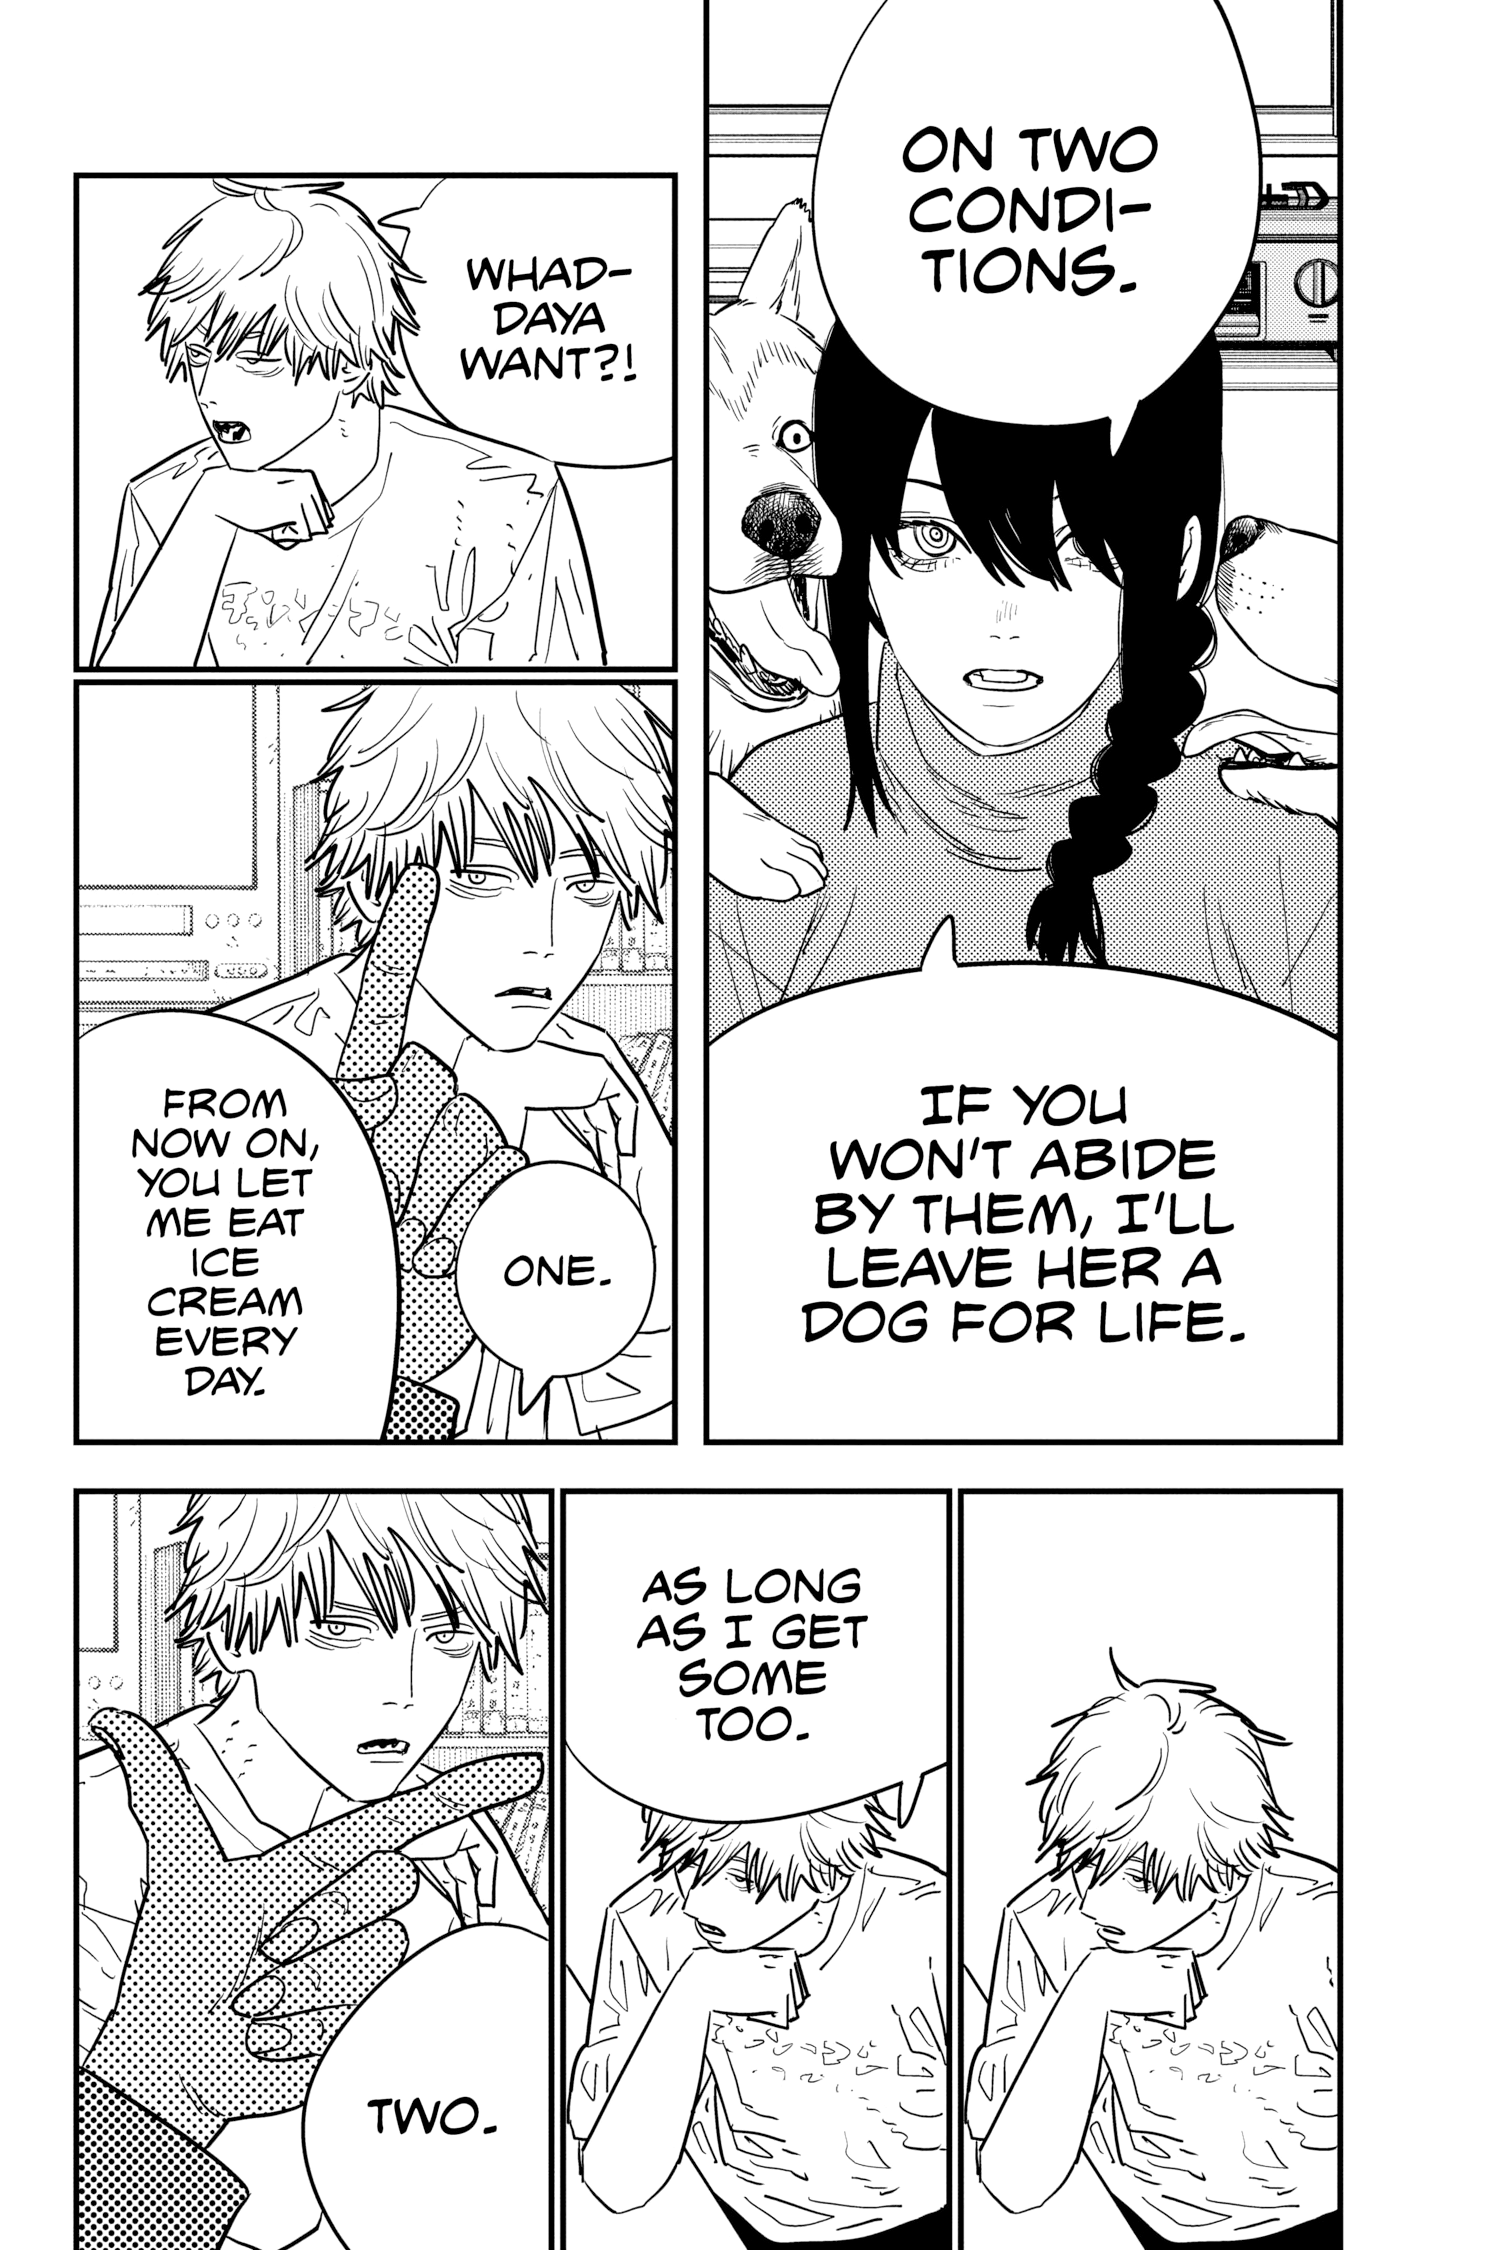 ON TWO
CONDI-
TIONS.
IF YOU
WON'T ABIDE
BY THEM, I'LL
LEAVE HER A
DOG FOR LIFE.
WHAD-
DAYA
WANT?!
ONE.
FROM
NOW ON,
YOU LET
ME EAT
ICE
CREAM
EVERY
DAY.
AS LONG
AS I GET
SOME
TOO.
TWO.